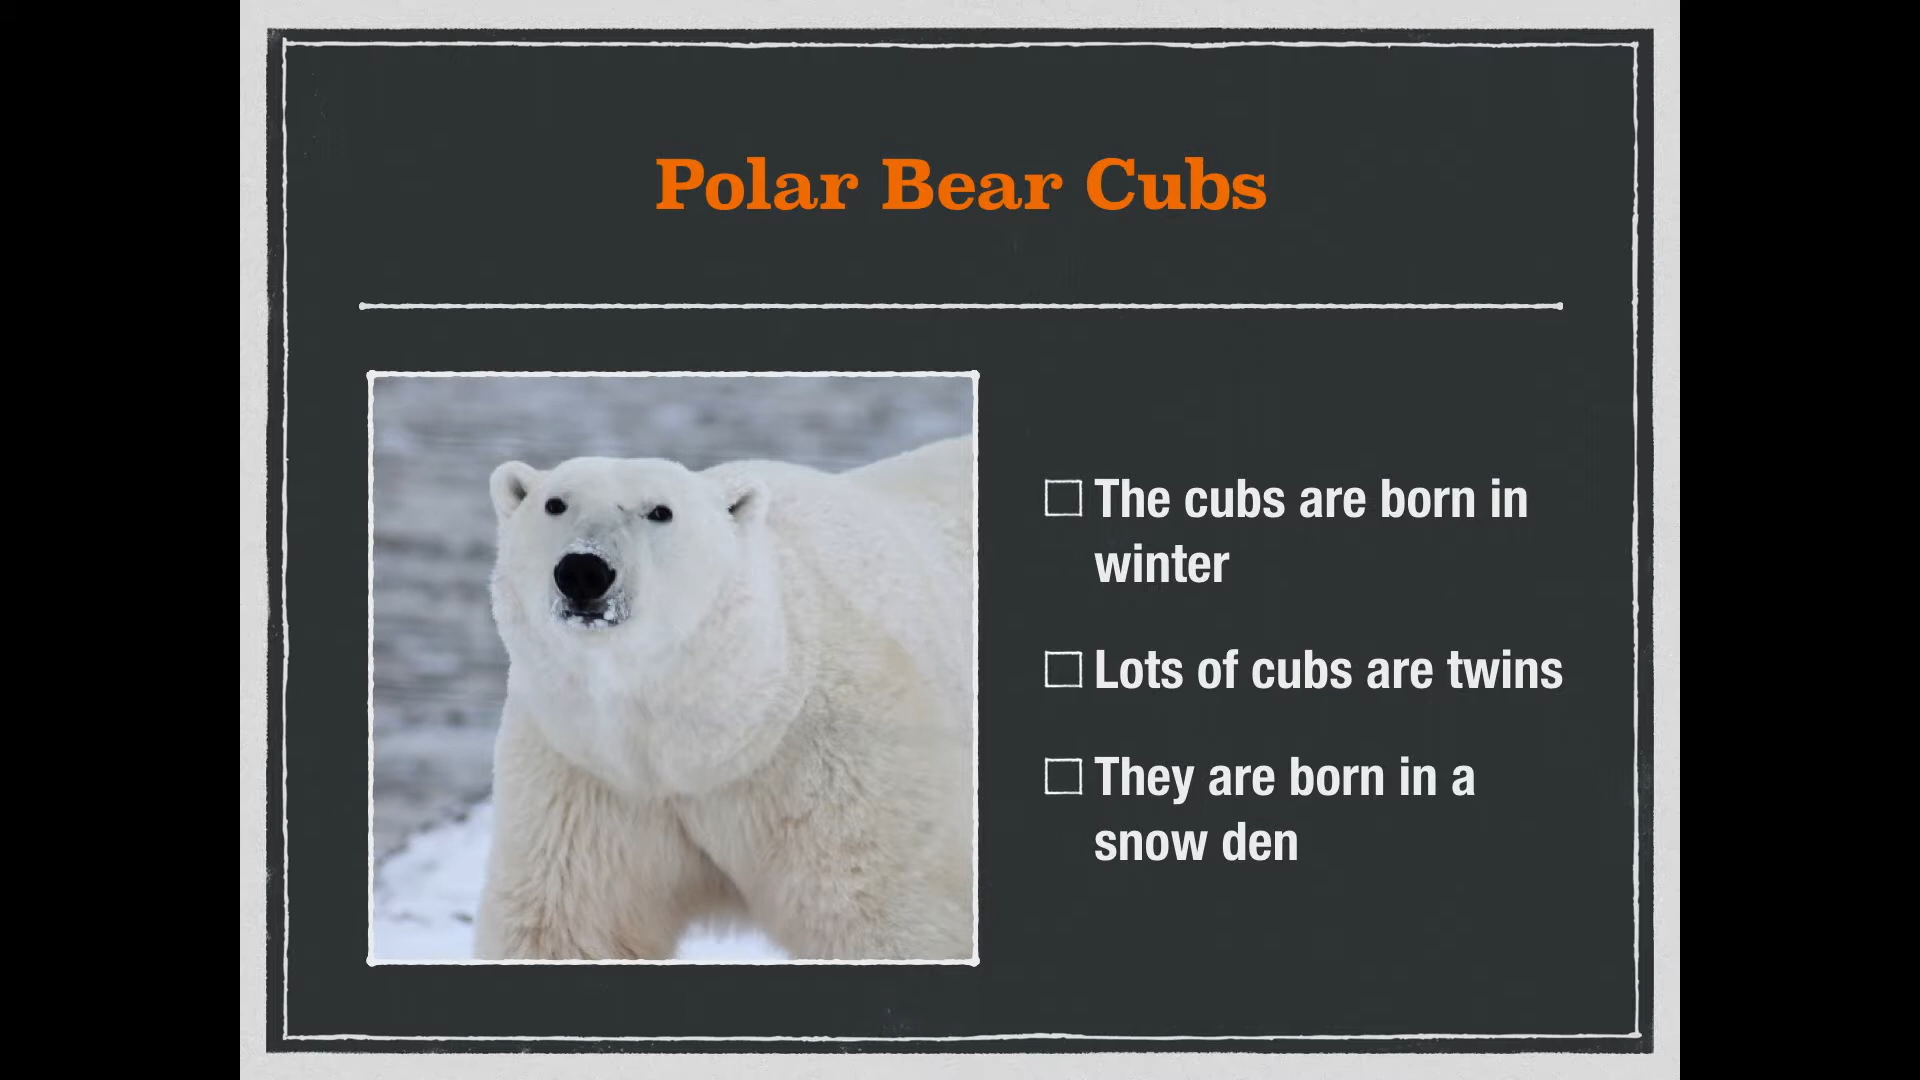 Polar Bear Cubs
The cubs are born in
winter
Lots of cubs are twins
They are born in a
snow den